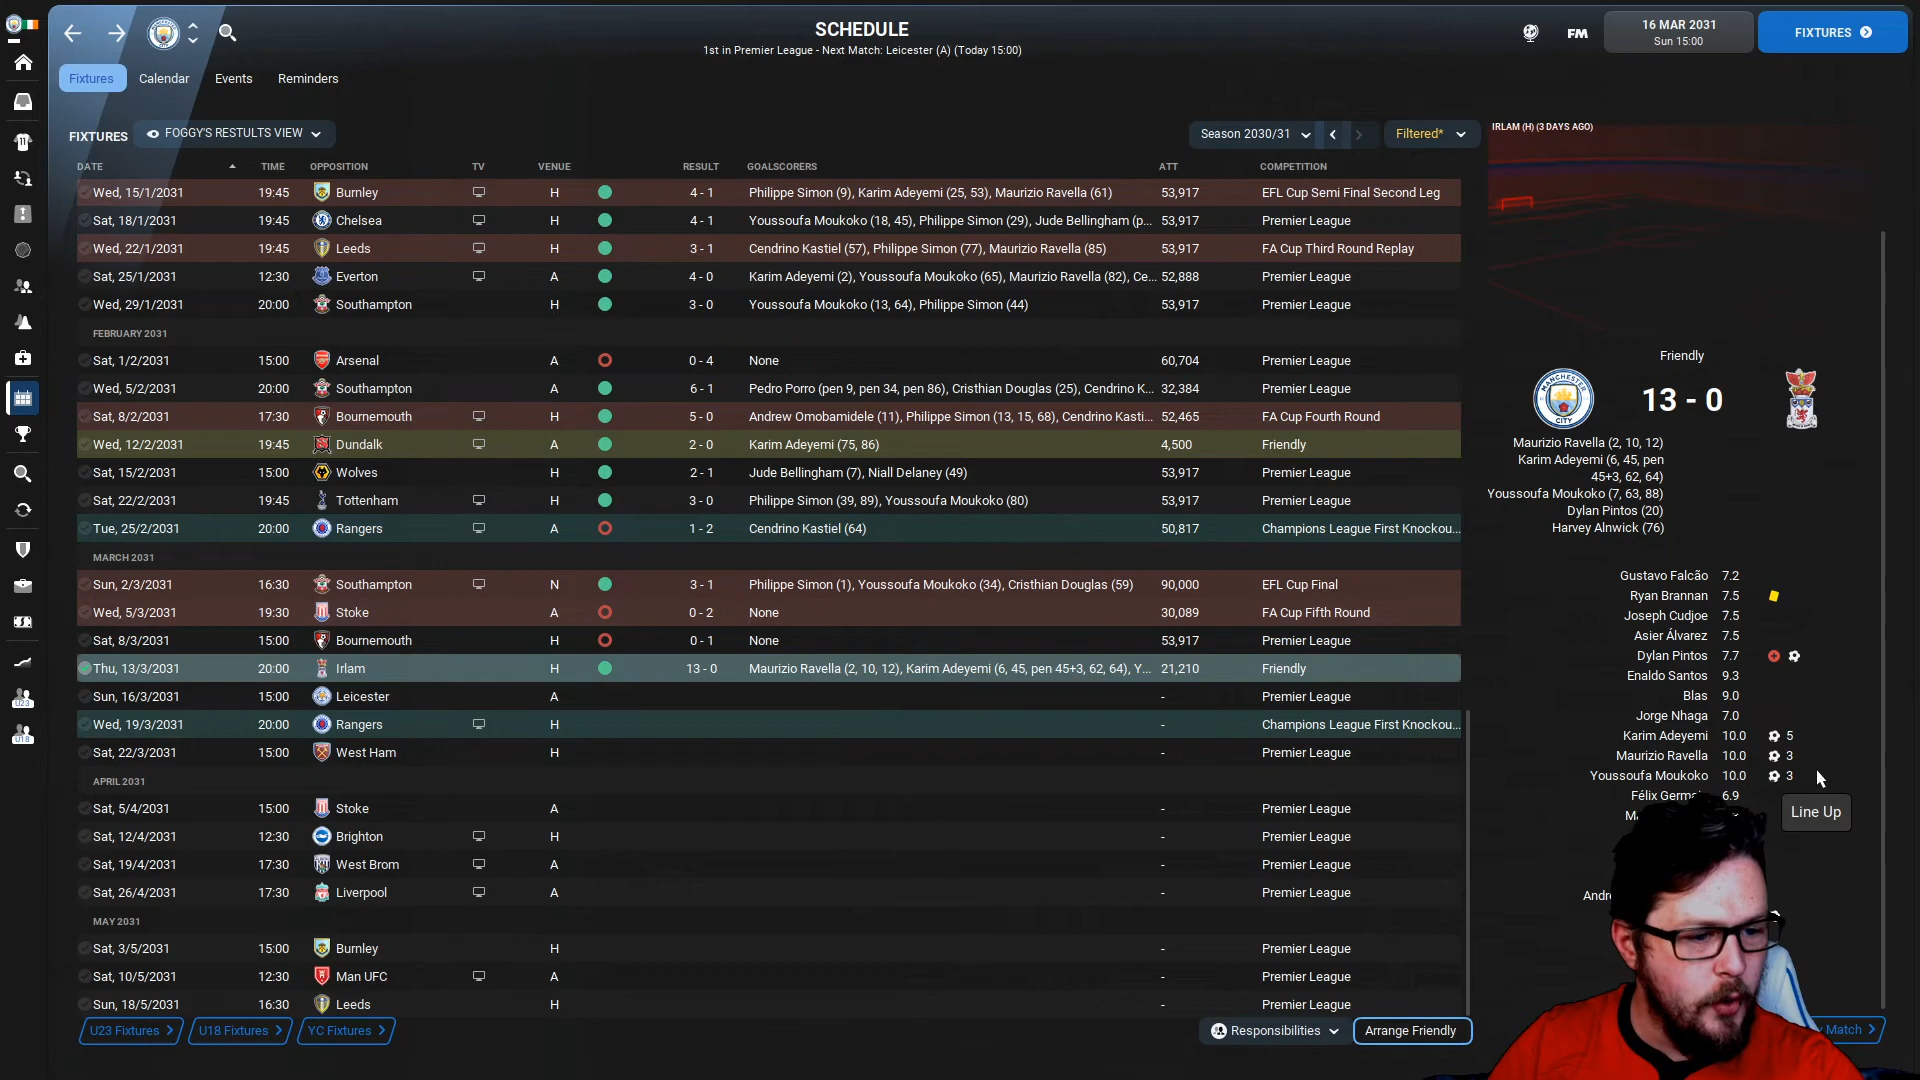 SCHEDULE
1st in Premier League - Next Match: Leicester (A) (Today 15:00)
FM
16 MAR 2031
Sun 15:00
FIXTURES
Fixtures Calendar Events Reminders
FIXTURES FOGGY'S RESTULTS VIEW
Season 2030/31 Filtered*
IRLAM (H) (3 DAYS AGO)
DATE TIME OPPOSITION TV VENUE RESULT GOALSCORERS ATT COMPETITION
Wed, 15/1/2031 19:45 Burnley H 4 - 1 Philippe Simon (9), Karim Adeyemi (25, 53), Maurizio Ravella (61) 53,917 EFL Cup Semi Final Second Leg
Sat, 18/1/2031 19:45 Chelsea H 4 - 1 Youssoufa Moukoko (18, 45), Philippe Simon (29), Jude Bellingham (p... 53,917 Premier League
Wed, 22/1/2031 19:45 Leeds H 3 - 1 Cendrino Kastiel (57), Philippe Simon (77), Maurizio Ravella (85) 53,917 FA Cup Third Round Replay
Sat, 25/1/2031 12:30 Everton A 4 - 0 Karim Adeyemi (2), Youssoufa Moukoko (65), Maurizio Ravella (82), Ce... 52,888 Premier League
Wed, 29/1/2031 20:00 Southampton H 3 - 0 Youssoufa Moukoko (13, 64), Philippe Simon (44) 53,917 Premier League
FEBRUARY 2031
Sat, 1/2/2031 15:00 Arsenal A 0 - 4 None 60,704 Premier League
Wed, 5/2/2031 20:00 Southampton A 6 - 1 Pedro Porro (pen 9, pen 34, pen 86), Cristhian Douglas (25), Cendrino K... 32,384 Premier League
Sat, 8/2/2031 17:30 Bournemouth H 5 - 0 Andrew Omobamidele (11), Philippe Simon (13, 15, 68), Cendrino Kasti... 52,465 FA Cup Fourth Round
Wed, 12/2/2031 19:45 Dundalk A 2 - 0 Karim Adeyemi (75, 86) 4,500 Friendly
Sat, 15/2/2031 15:00 Wolves H 2 - 1 Jude Bellingham (7), Niall Delaney (49) 53,917 Premier League
Sat, 22/2/2031 19:45 Tottenham H 3 - 0 Philippe Simon (39, 89), Youssoufa Moukoko (80) 53,917 Premier League
Tue, 25/2/2031 20:00 Rangers A 1 - 2 Cendrino Kastiel (64) 50,817 Champions League First Knockou...
MARCH 2031
Sun, 2/3/2031 16:30 Southampton N 3 - 1 Philippe Simon (1), Youssoufa Moukoko (34), Cristhian Douglas (59) 90,000 EFL Cup Final
Wed, 5/3/2031 19:30 Stoke A 0 - 2 None 30,089 FA Cup Fifth Round
Sat, 8/3/2031 15:00 Bournemouth H 0 - 1 None 53,917 Premier League
Thu, 13/3/2031 20:00 Irlam H 13 - 0 Maurizio Ravella (2, 10, 12), Karim Adeyemi (6, 45, pen 45+3, 62, 64), Y... 21,210 Friendly
Sun, 16/3/2031 15:00 Leicester A - Premier League
Wed, 19/3/2031 20:00 Rangers H - Champions League First Knockou...
Sat, 22/3/2031 15:00 West Ham H - Premier League
APRIL 2031
Sat, 5/4/2031 15:00 Stoke A - Premier League
Sat, 12/4/2031 12:30 Brighton H - Premier League
Sat, 19/4/2031 17:30 West Brom A - Premier League
Sat, 26/4/2031 17:30 Liverpool A - Premier League
MAY 2031
Sat, 3/5/2031 15:00 Burnley H - Premier League
Sat, 10/5/2031 12:30 Man UFC A - Premier League
Sun, 18/5/2031 16:30 Leeds H - Premier League
U23 Fixtures U18 Fixtures YC Fixtures
Responsibilities Arrange Friendly
Friendly
13 - 0
Maurizio Ravella (2, 10, 12)
Karim Adeyemi (6, 45, pen
45+3, 62, 64)
Youssoufa Moukoko (7, 63, 88)
Dylan Pintos (20)
Harvey Alnwick (76)
Gustavo Falcão 7.2
Ryan Brannan 7.5
Joseph Cudjoe 7.5
Asier Álvarez 7.5
Dylan Pintos 7.7
Enaldo Santos 9.3
Blas 9.0
Jorge Nhaga 7.0
Karim Adeyemi 10.0 5
Maurizio Ravella 10.0 3
Youssoufa Moukoko 10.0 3
Félix 6.9
Line Up
Match
U23
U18